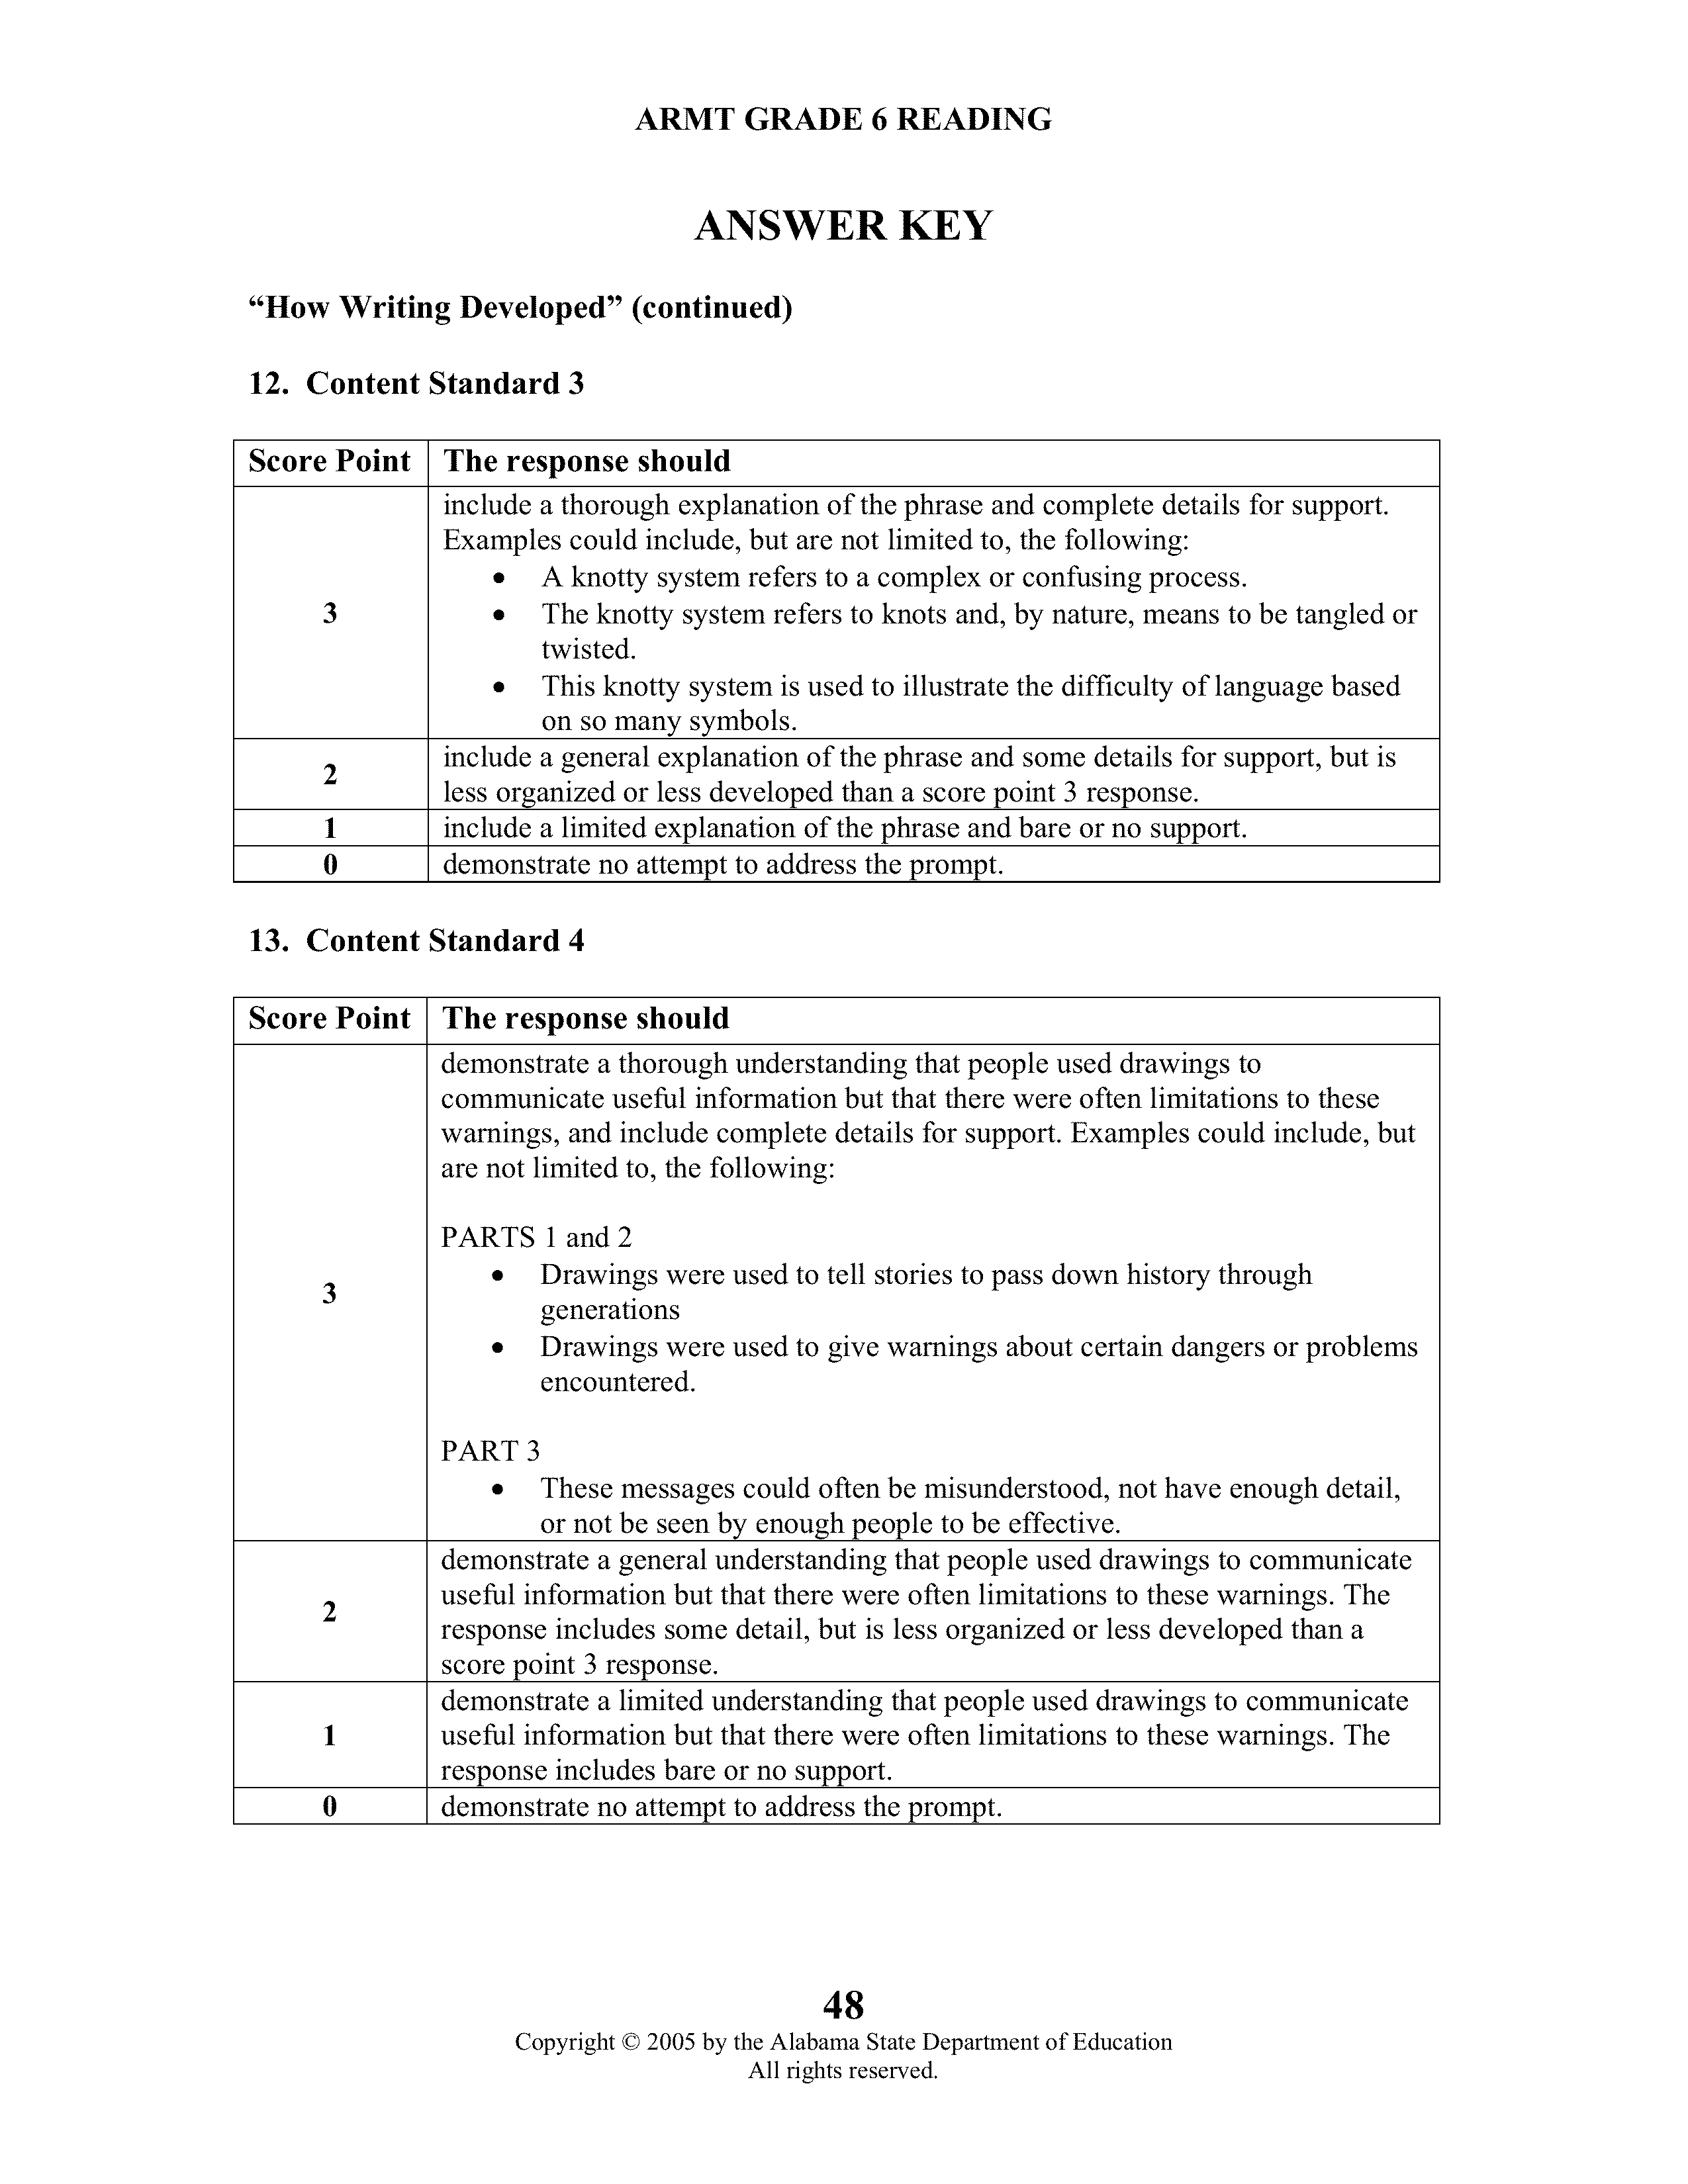 ARMT GRADE 6 READING
ANSWER KEY
“How Writing Developed” (continued)
12. Content Standard 3
Score Point The response should
3
include a thorough explanation of the phrase and complete details for support.
Examples could include, but are not limited to, the following:
• A knotty system refers to a complex or confusing process.
• The knotty system refers to knots and, by nature, means to be tangled or
twisted.
• This knotty system is used to illustrate the difficulty of language based
on so many symbols.
2
include a general explanation of the phrase and some details for support, but is
less organized or less developed than a score point 3 response.
1 include a limited explanation of the phrase and bare or no support.
0 demonstrate no attempt to address the prompt.
13. Content Standard 4
Score Point The response should
3
demonstrate a thorough understanding that people used drawings to
communicate useful information but that there were often limitations to these
warnings, and include complete details for support. Examples could include, but
are not limited to, the following:
PARTS 1 and 2
• Drawings were used to tell stories to pass down history through
generations
• Drawings were used to give warnings about certain dangers or problems
encountered.
PART 3
• These messages could often be misunderstood, not have enough detail,
or not be seen by enough people to be effective.
2
demonstrate a general understanding that people used drawings to communicate
useful information but that there were often limitations to these warnings. The
response includes some detail, but is less organized or less developed than a
score point 3 response.
1
demonstrate a limited understanding that people used drawings to communicate
useful information but that there were often limitations to these warnings. The
response includes bare or no support.
0 demonstrate no attempt to address the prompt.
48
Copyright © 2005 by the Alabama State Department of Education
All rights reserved.